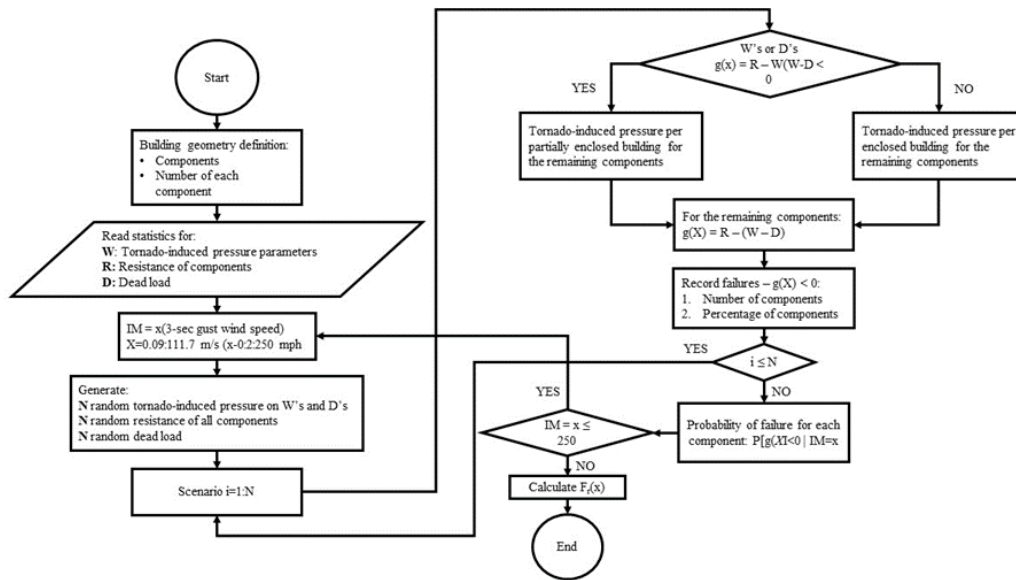 Start
Building geometry definition:
• Components
• Number of each
component
Read statistics for:
W: Tornado-induced pressure parameters
R: Resistance of components
D: Dead load
IM = x(3-sec gust wind speed)
X=0.09:111.7 m/s (x-0:2:250 mph
Generate:
N random tornado-induced pressure on W's and D's
N random resistance of all components
N random dead load
Scenario i=1:N
W's or D's
g(x) = R – W(W-D <
0
YES
NO
Tornado-induced pressure per
partially enclosed building for
the remaining components
Tornado-induced pressure per
enclosed building for the
remaining components
For the remaining components:
g(X) = R – (W – D)
Record failures – g(X) < 0:
1. Number of components
2. Percentage of components
YES
i ≤ N
NO
Probability of failure for each
component: P[g(X)I<0 | IM=x
YES
IM = x ≤
250
NO
Calculate Fr(x)
End